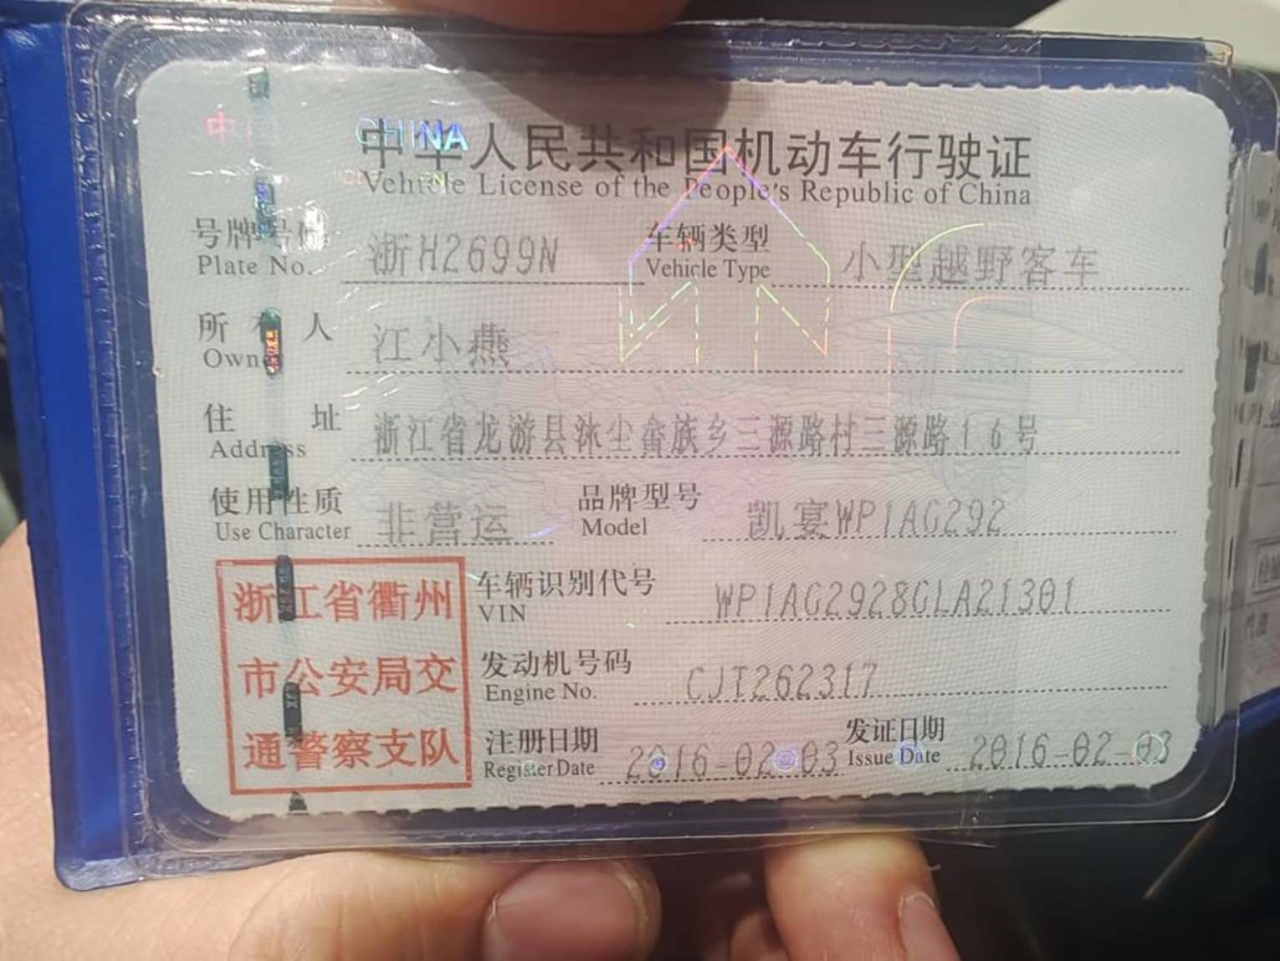 中 CHINA
中华人民共和国机动车行驶证
Vehicle License of the People's Republic of China
号牌号码 浙H2699N 车辆类型 小型越野客车
Plate No. Vehicle Type
所有人 江小燕
Owner
住址 浙江省龙游县沐尘畲族乡三源路村三源路16号
Address
使用性质 非营运 品牌型号 凯宴WP1AG292
Use Character Model
浙江省衢州
市公安局交
通警察支队
车辆识别代号 WP1AG2928GLA21301
VIN
发动机号码 CJT262317
Engine No.
注册日期 2016-02-03 发证日期 2016-02-03
Register Date Issue Date